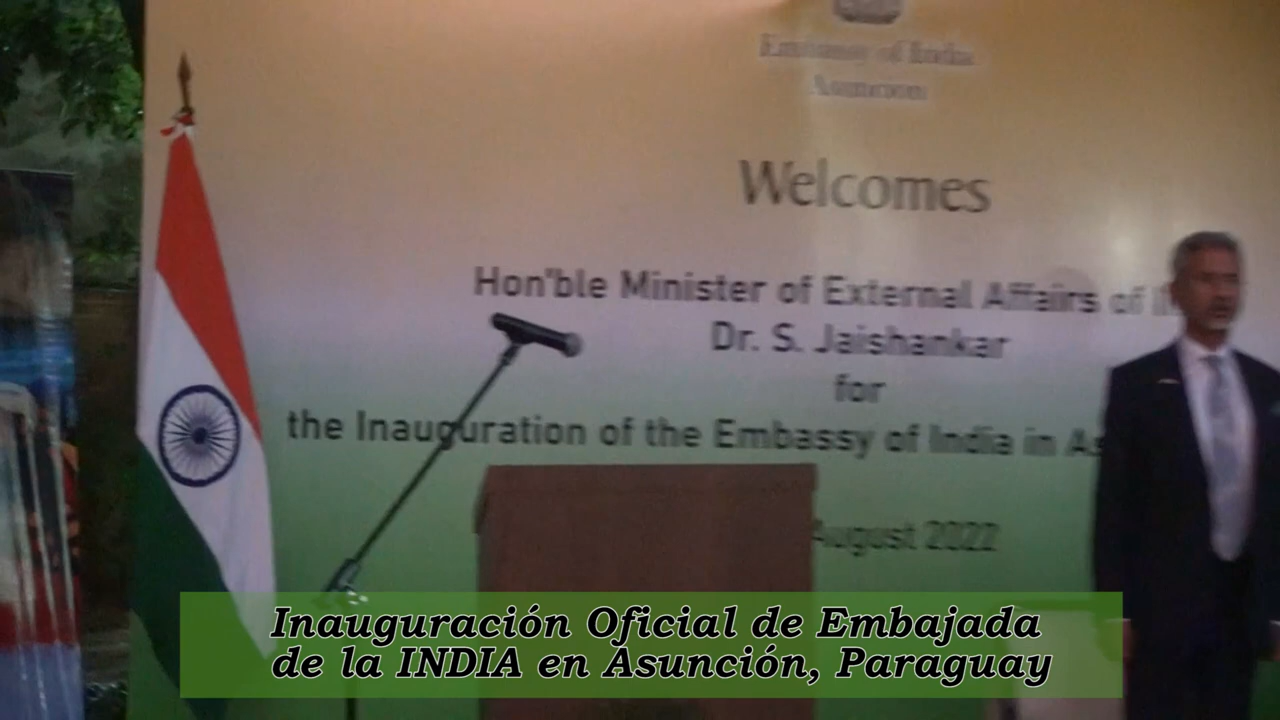 Embassy of India
Asuncion
Welcomes
Hon'ble Minister of External Affairs of
Dr. S. Jaishankar
for
the Inauguration of the Embassy of India in
August 2022
Inauguración Oficial de Embajada
de la INDIA en Asunción, Paraguay